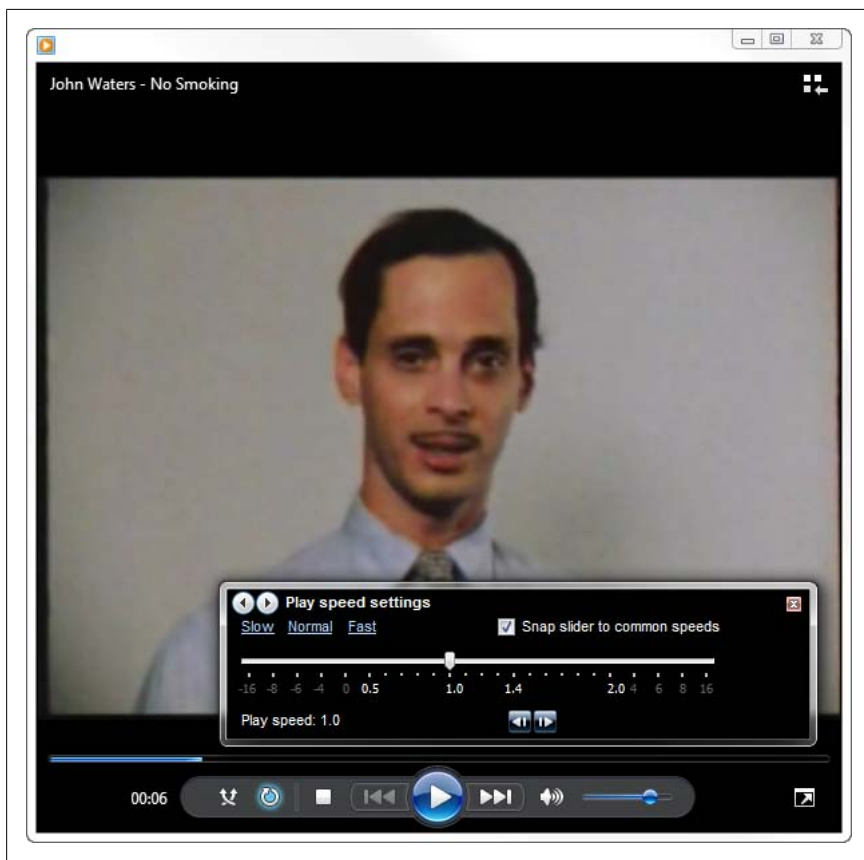 John Waters - No Smoking
Play speed settings
Slow Normal Fast Snap slider to common speeds
-16 -8 -6 -4 0 0.5 1.0 1.4 2.0 4 6 8 16
Play speed: 1.0
00:06